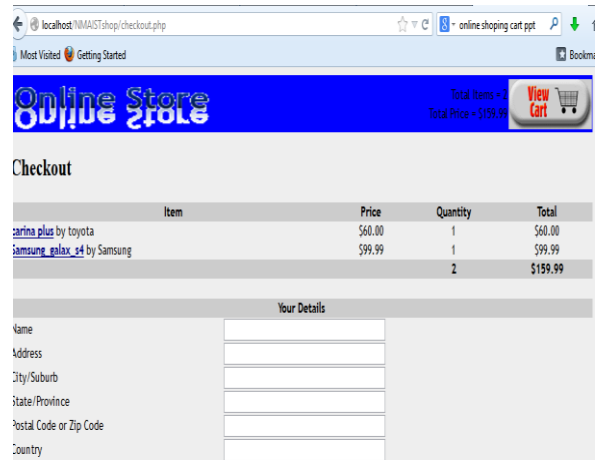 localhost/NMAISTshop/checkout.php
online shoping cart ppt
Most Visited Getting Started
Bookma
Online Store
Total Items =
Total Price = $159.99
View Cart
Checkout
Item Price Quantity Total
carina plus by toyota $60.00 1 $60.00
Samsung_galax_s4 by Samsung $99.99 1 $99.99
2 $159.99
Your Details
Name
Address
City/Suburb
State/Province
Postal Code or Zip Code
Country